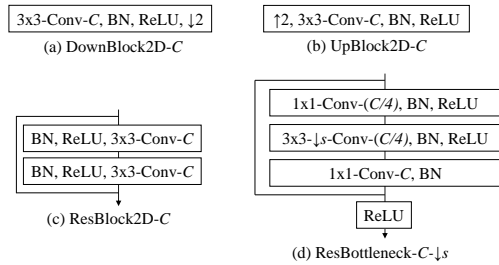 3x3-Conv-C, BN, ReLU, ↓2
(a) DownBlock2D-C
↑2, 3x3-Conv-C, BN, ReLU
(b) UpBlock2D-C
BN, ReLU, 3x3-Conv-C
BN, ReLU, 3x3-Conv-C
(c) ResBlock2D-C
1x1-Conv-(C/4), BN, ReLU
3x3-↓s-Conv-(C/4), BN, ReLU
1x1-Conv-C, BN
ReLU
(d) ResBottleneck-C-↓s